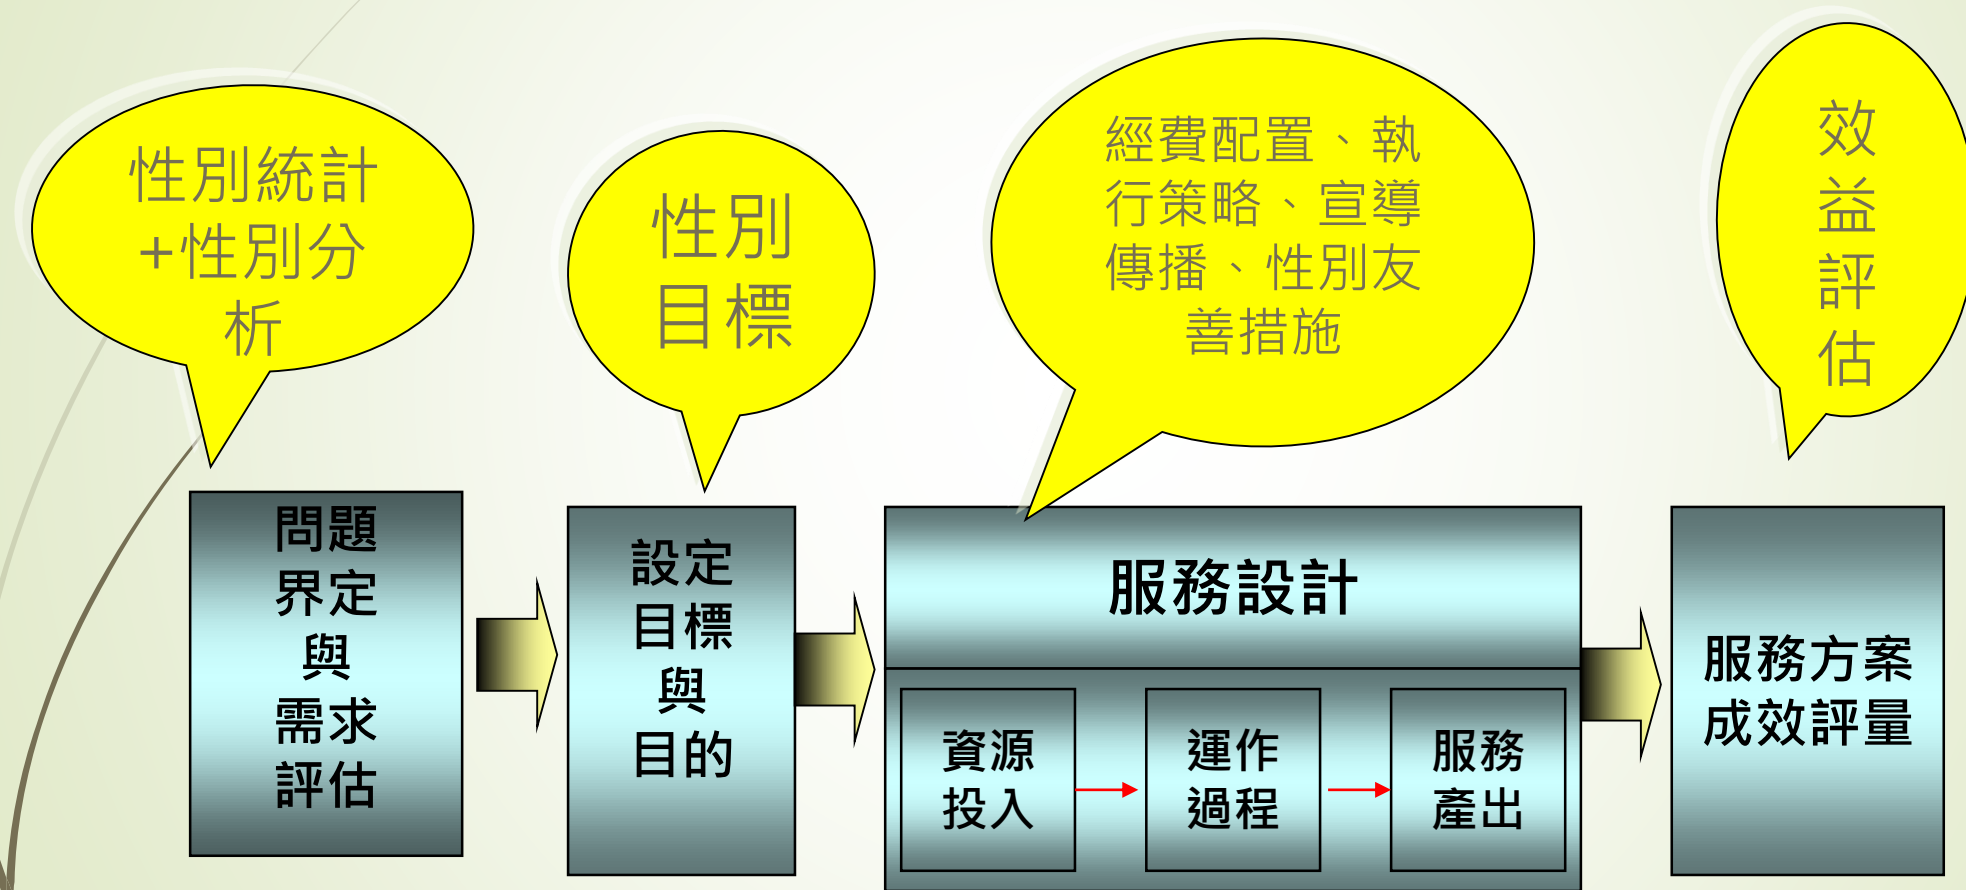 性別統計
+性別分
析
性別
目標
經費配置、執
行策略、宣導
傳播、性別友
善措施
效
益
評
估
問題
界定
與
需求
評估
設定
目標
與
目的
服務設計
資源
投入
運作
過程
服務
產出
服務方案
成效評量